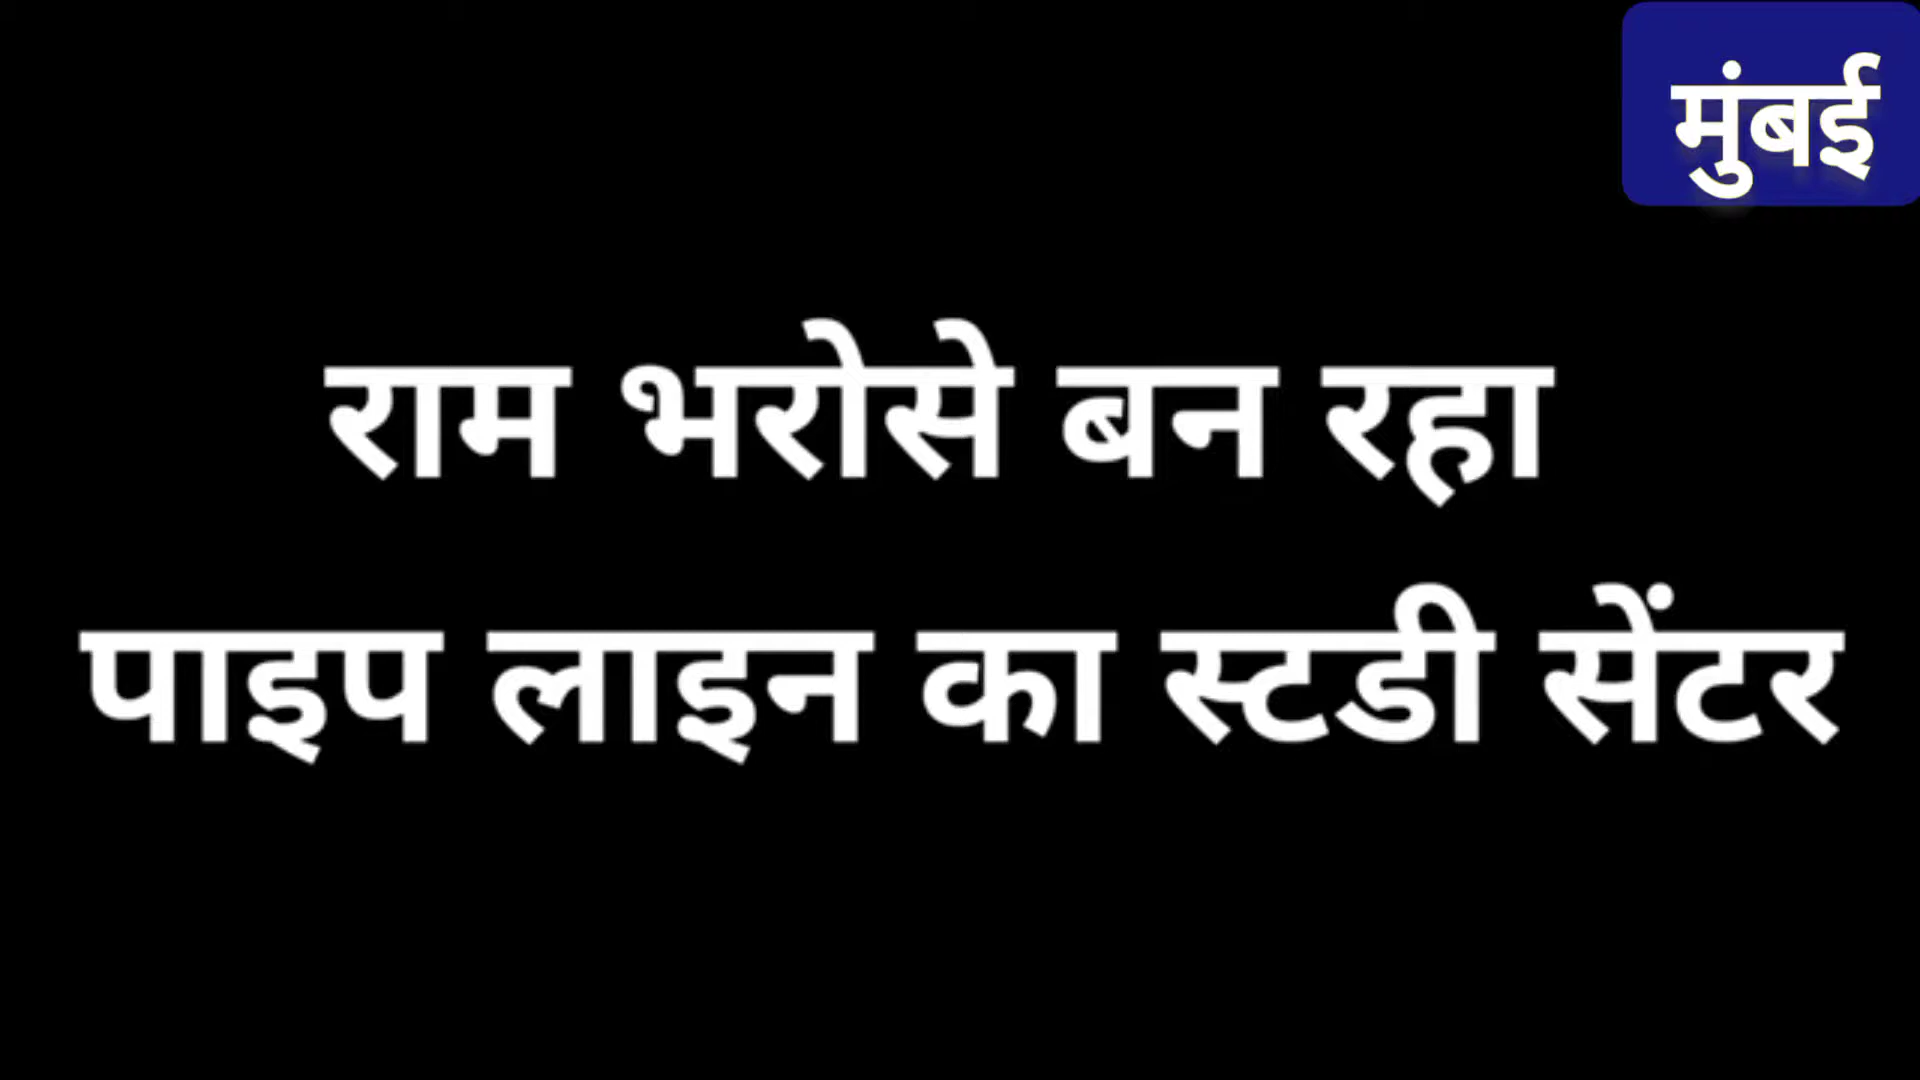 मुंबई
राम भरोसे बन रहा
पाइप लाइन का स्टडी सेंटर